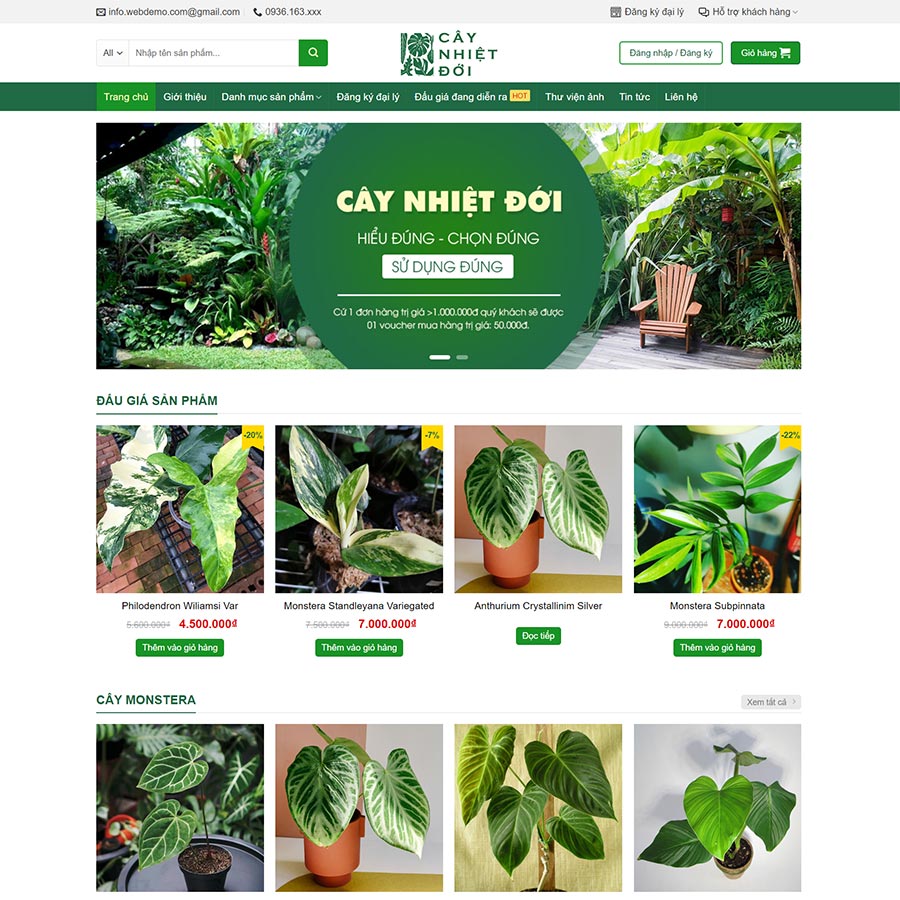 info.webdemo.com@gmail.com
0936.163.xxx
Đăng ký đại lý
Hỗ trợ khách hàng
All
Nhập tên sản phẩm...
CÂY
NHIỆT
ĐỚI
Đăng nhập / Đăng ký
Giỏ hàng
Trang chủ
Giới thiệu
Danh mục sản phẩm
Đăng ký đại lý
Đấu giá đang diễn ra HOT
Thư viện ảnh
Tin tức
Liên hệ
CÂY NHIỆT ĐỚI
HIỂU ĐÚNG - CHỌN ĐÚNG
SỬ DỤNG ĐÚNG
Cứ 1 đơn hàng trị giá >1.000.000đ quý khách sẽ được
01 voucher mua hàng trị giá: 50.000đ.
ĐẤU GIÁ SẢN PHẨM
-20%
-7%
-22%
Philodendron Wiliamsi Var
Monstera Standleyana Variegated
Anthurium Crystallinim Silver
Monstera Subpinnata
5.600.000₫ 4.500.000₫
7.500.000₫ 7.000.000₫
9.000.000₫ 7.000.000₫
Thêm vào giỏ hàng
Thêm vào giỏ hàng
Đọc tiếp
Thêm vào giỏ hàng
CÂY MONSTERA
Xem tất cả